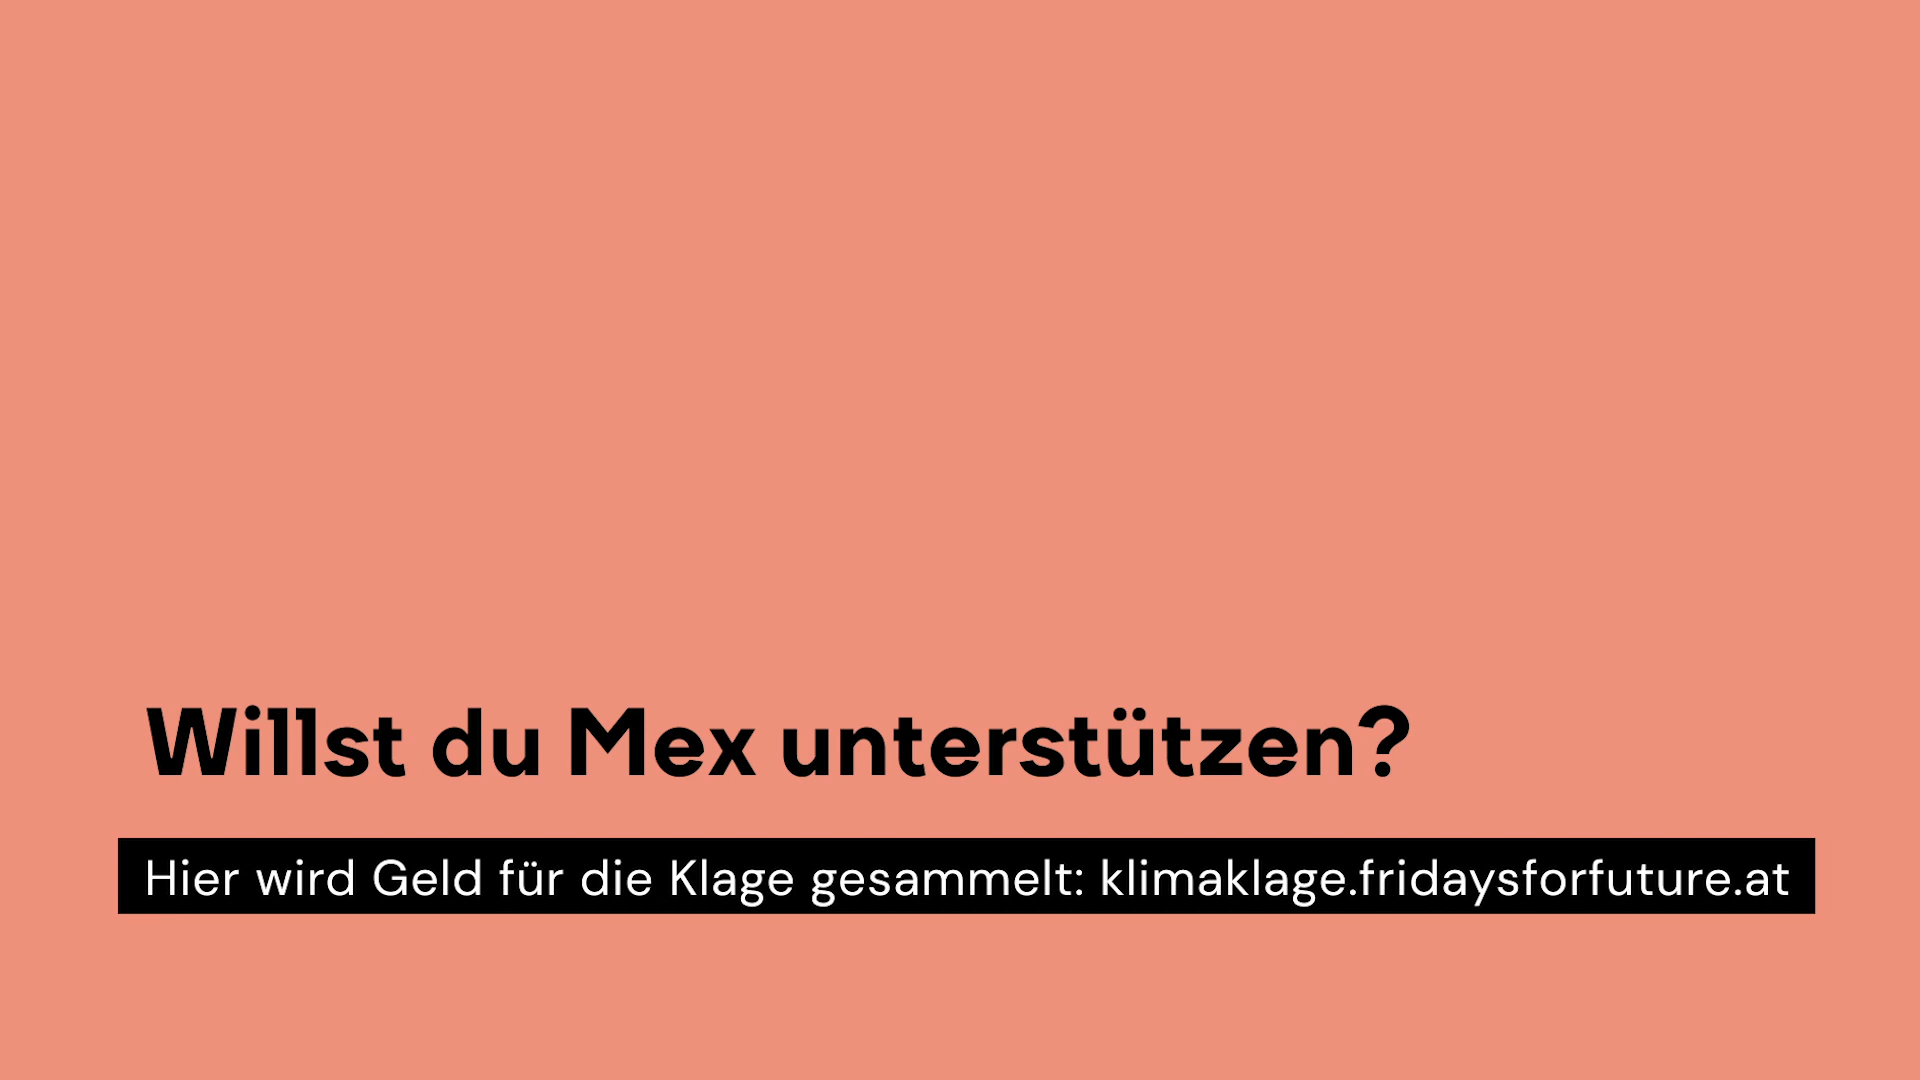 Willst du Mex unterstützen?
Hier wird Geld für die Klage gesammelt: klimaklage.fridaysforfuture.at